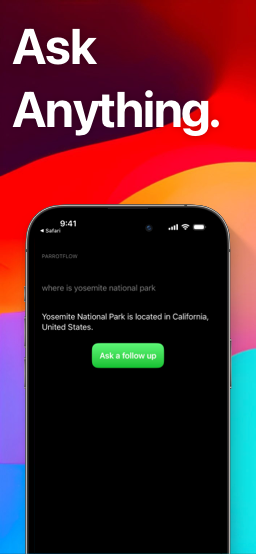 Ask
Anything.
9:41
Safari
PARROTFLOW
where is yosemite national park
Yosemite National Park is located in California,
United States.
Ask a follow up